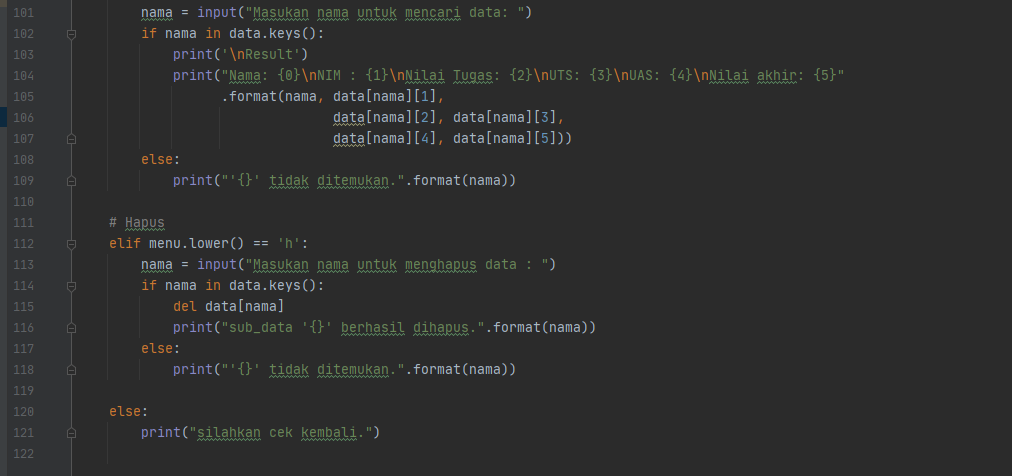 101 nama = input("Masukan nama untuk mencari data: ")
102 if nama in data.keys():
103 print('\nResult')
104 print("Nama: {0}\nNIM : {1}\nNilai Tugas: {2}\nUTS: {3}\nUAS: {4}\nNilai akhir: {5}"
105 .format(nama, data[nama][1],
106 data[nama][2], data[nama][3],
107 data[nama][4], data[nama][5]))
108 else:
109 print("'{}' tidak ditemukan.".format(nama))
110
111 # Hapus
112 elif menu.lower() == 'h':
113 nama = input("Masukan nama untuk menghapus data : ")
114 if nama in data.keys():
115 del data[nama]
116 print("sub_data '{}' berhasil dihapus.".format(nama))
117 else:
118 print("'{}' tidak ditemukan.".format(nama))
119
120 else:
121 print("silahkan cek kembali.")
122